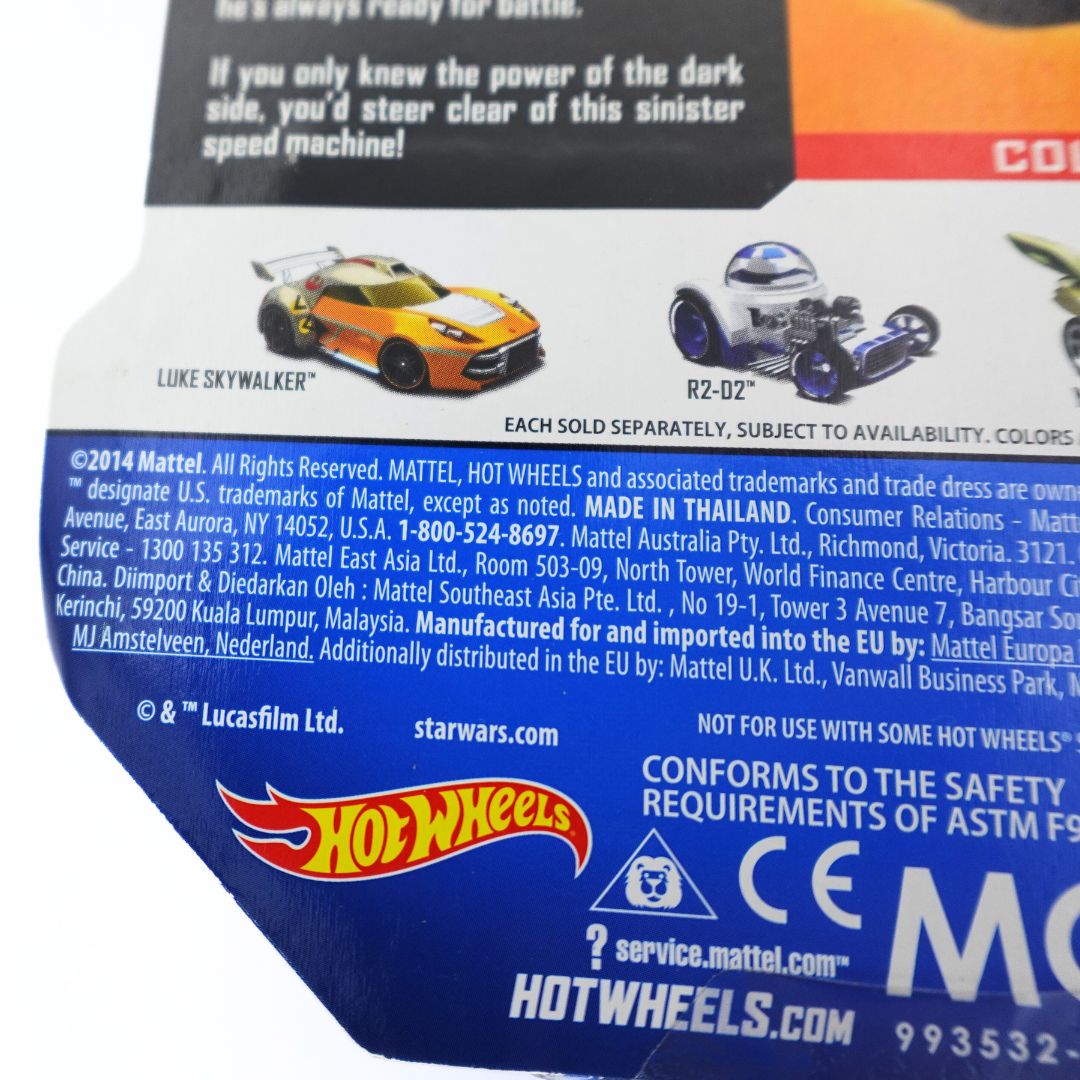 he's always ready for battle.
If you only knew the power of the dark
side, you'd steer clear of this sinister
speed machine!
LUKE SKYWALKER™
R2-D2™
EACH SOLD SEPARATELY, SUBJECT TO AVAILABILITY. COLORS
©2014 Mattel. All Rights Reserved. MATTEL, HOT WHEELS and associated trademarks and trade dress are
™ designate U.S. trademarks of Mattel, except as noted. MADE IN THAILAND. Consumer Relations -
Avenue, East Aurora, NY 14052, U.S.A. 1-800-524-8697. Mattel Australia Pty. Ltd., Richmond, Victoria. 3121.
Service - 1300 135 312. Mattel East Asia Ltd., Room 503-09, North Tower, World Finance Centre, Harbour
China. Diimport & Diedarkan Oleh : Mattel Southeast Asia Pte. Ltd. , No 19-1, Tower 3 Avenue 7, Bangsar
Kerinchi, 59200 Kuala Lumpur, Malaysia. Manufactured for and imported into the EU by: Mattel Europa
MJ Amstelveen, Nederland. Additionally distributed in the EU by: Mattel U.K. Ltd., Vanwall Business Park,
© & ™ Lucasfilm Ltd.
starwars.com
NOT FOR USE WITH SOME HOT WHEELS®
CONFORMS TO THE SAFETY
REQUIREMENTS OF ASTM F9
HOT WHEELS
CE
? service.mattel.com™
HOTWHEELS.COM
993532-